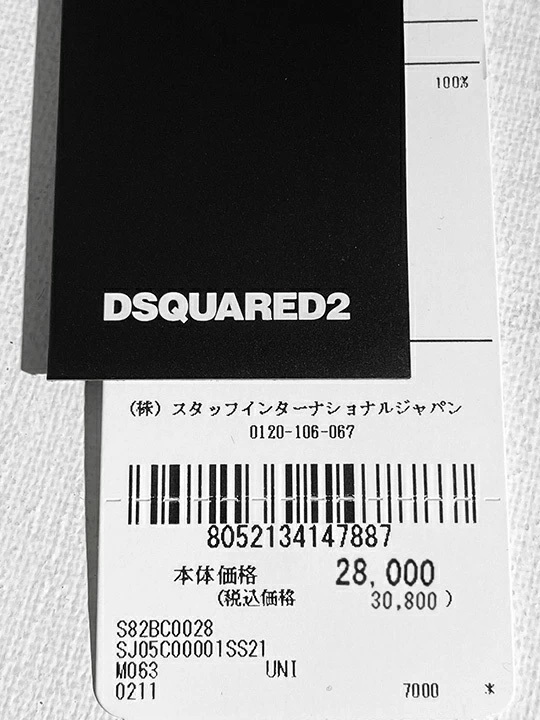 100%
DSQUARED2
(株) スタッフインターナショナルジャパン
0120-106-067
8052134147887
本体価格 28,000
(税込価格 30,800 )
S82BC0028
SJ05C00001SS21
M063 UNI
0211 7000 *